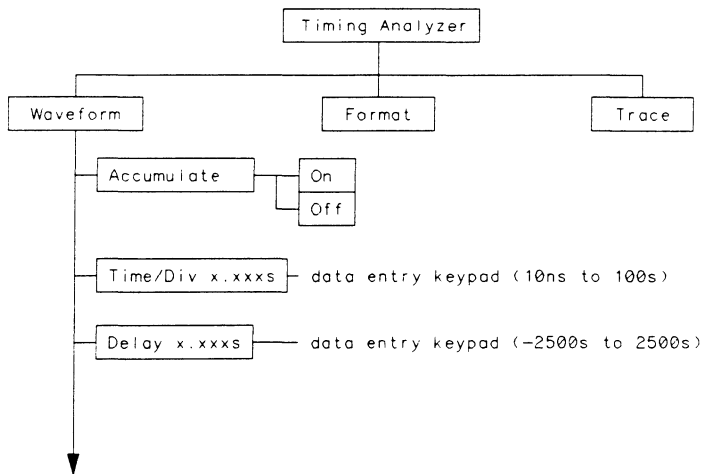 Timing Analyzer
Waveform
Format
Trace
Accumulate
On
Off
Time/Div x.xxxs
data entry keypad (10ns to 100s)
Delay x.xxxs
data entry keypad (-2500s to 2500s)